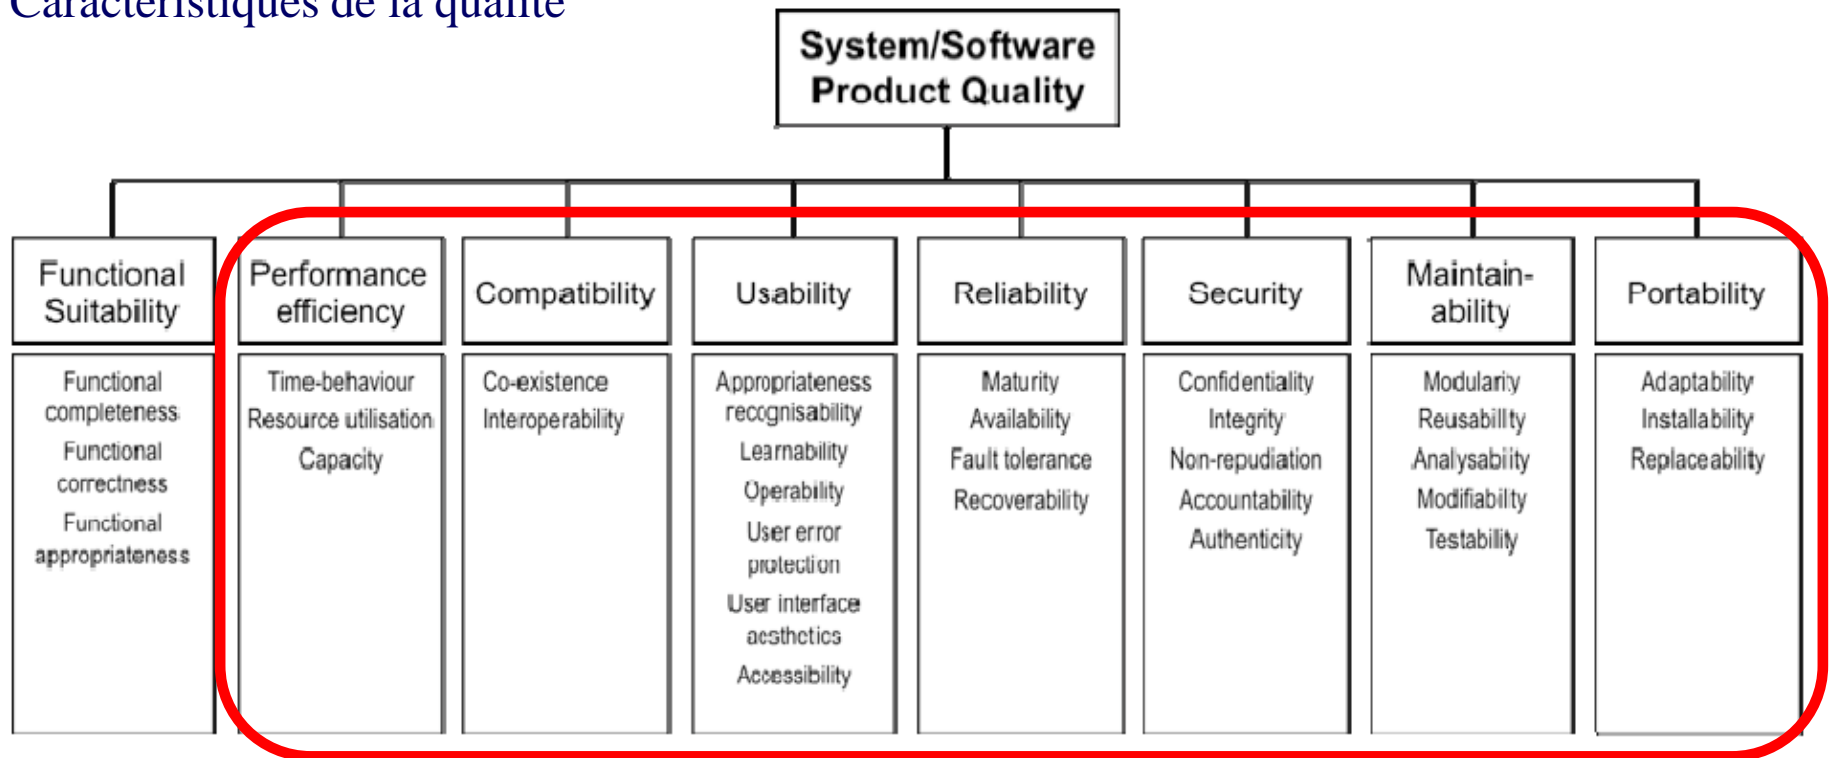 Caractéristiques de la qualité
System/Software
Product Quality
Functional
Suitability
Performance
efficiency
Compatibility
Usability
Reliability
Security
Maintain-
ability
Portability
Functional
completeness
Functional
correctness
Functional
appropriateness
Time-behaviour
Resource utilisation
Capacity
Co-existence
Interoperability
Appropriateness
recognisability
Learnability
Operability
User error
protection
User interface
aesthetics
Accessibility
Maturity
Availability
Fault tolerance
Recoverability
Confidentiality
Integrity
Non-repudiation
Accountability
Authenticity
Modularity
Reusability
Analysability
Modifiability
Testability
Adaptability
Installability
Replaceability